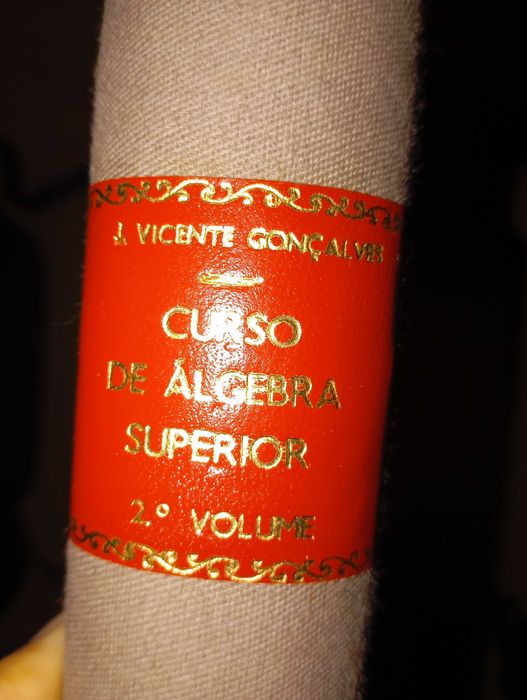 J. VICENTE GONÇALVES
CURSO
DE ÁLGEBRA
SUPERIOR
2.º VOLUME